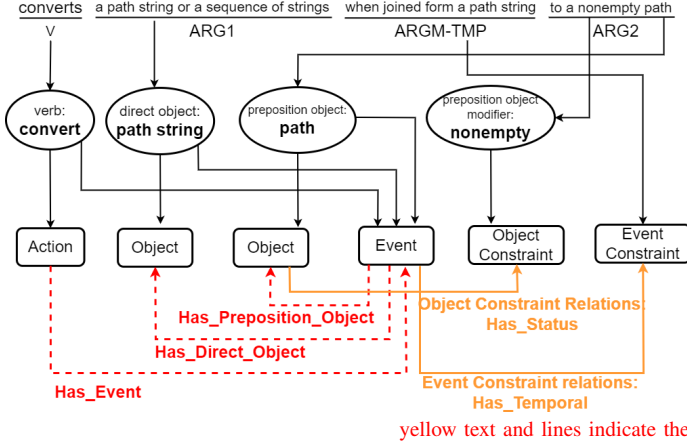 converts
a path string or a sequence of strings
when joined form a path string
to a nonempty path
V
ARG1
ARGM-TMP
ARG2
verb:
convert
direct object:
path string
preposition object:
path
preposition object
modifier:
nonempty
Action
Object
Object
Event
Object
Constraint
Event
Constraint
Has_Preposition_Object
Object Constraint Relations:
Has_Status
Has_Direct_Object
Has_Event
Event Constraint relations:
Has_Temporal
yellow text and lines indicate the